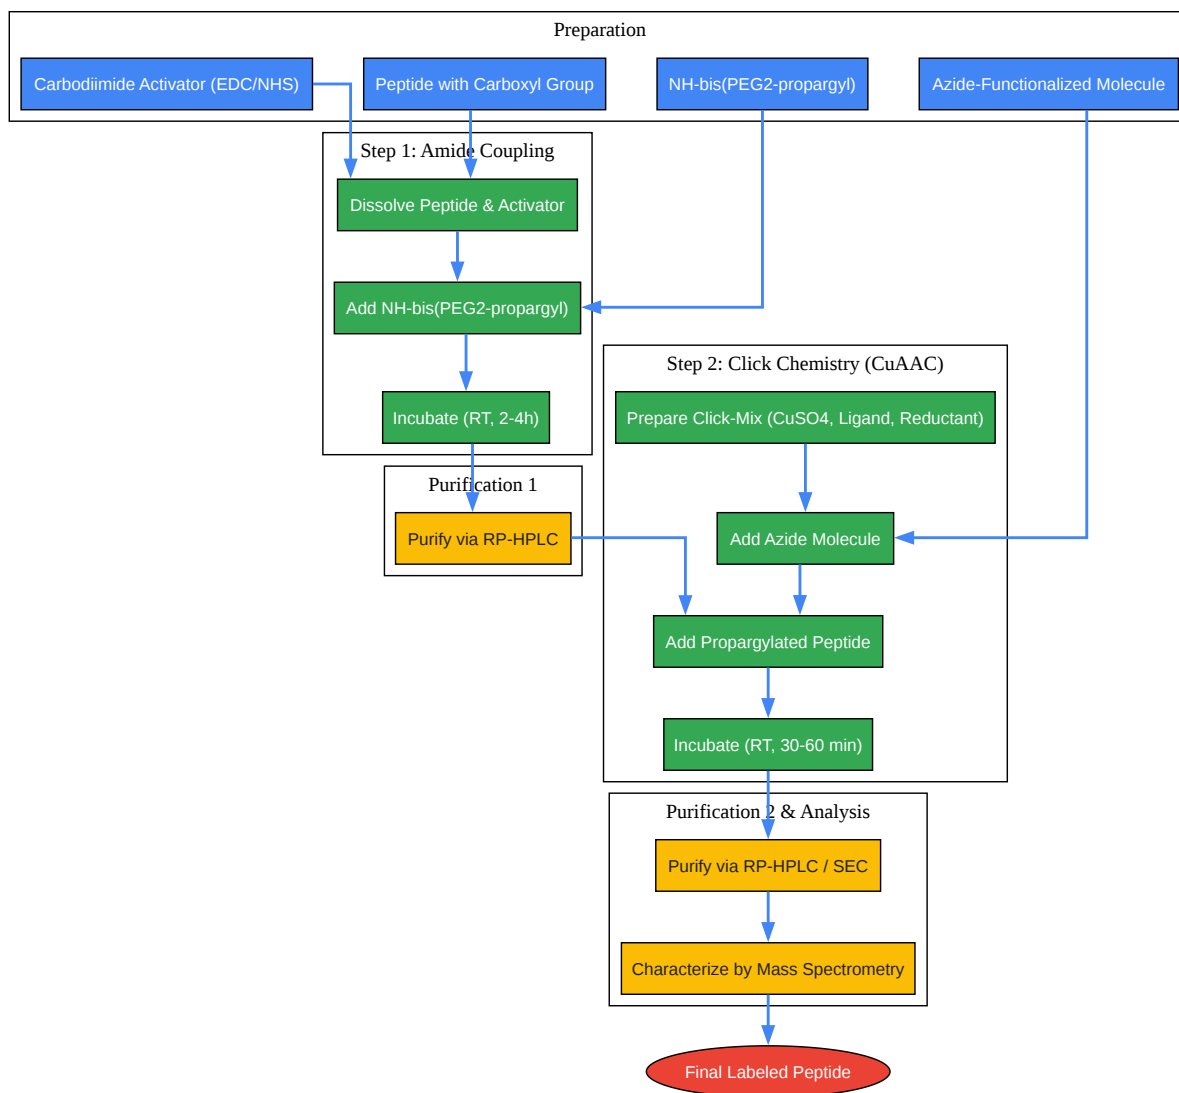 Preparation
Carbodiimide Activator (EDC/NHS)
Peptide with Carboxyl Group
NH-bis(PEG2-propargyl)
Azide-Functionalized Molecule
Step 1: Amide Coupling
Dissolve Peptide & Activator
Add NH-bis(PEG2-propargyl)
Incubate (RT, 2-4h)
Purification 1
Purify via RP-HPLC
Step 2: Click Chemistry (CuAAC)
Prepare Click-Mix (CuSO4, Ligand, Reductant)
Add Azide Molecule
Add Propargylated Peptide
Incubate (RT, 30-60 min)
Purification 2 & Analysis
Purify via RP-HPLC / SEC
Characterize by Mass Spectrometry
Final Labeled Peptide